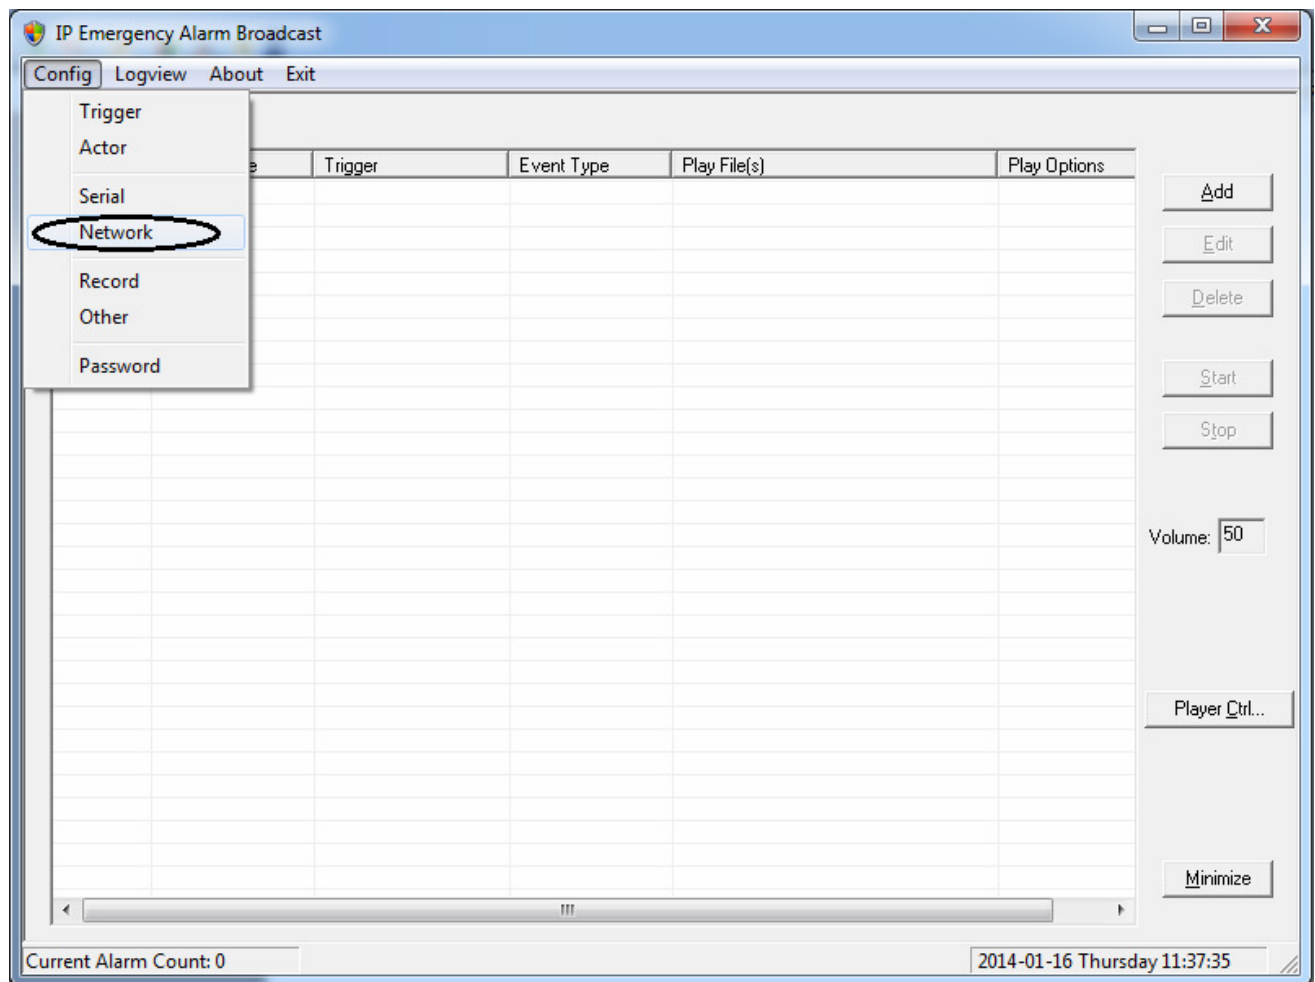 IP Emergency Alarm Broadcast
Config Logview About Exit
Trigger
Actor
Serial
Network
Record
Other
Password
e Trigger Event Type Play File(s) Play Options
Add
Edit
Delete
Start
Stop
Volume: 50
Player Ctrl...
Minimize
Current Alarm Count: 0 2014-01-16 Thursday 11:37:35